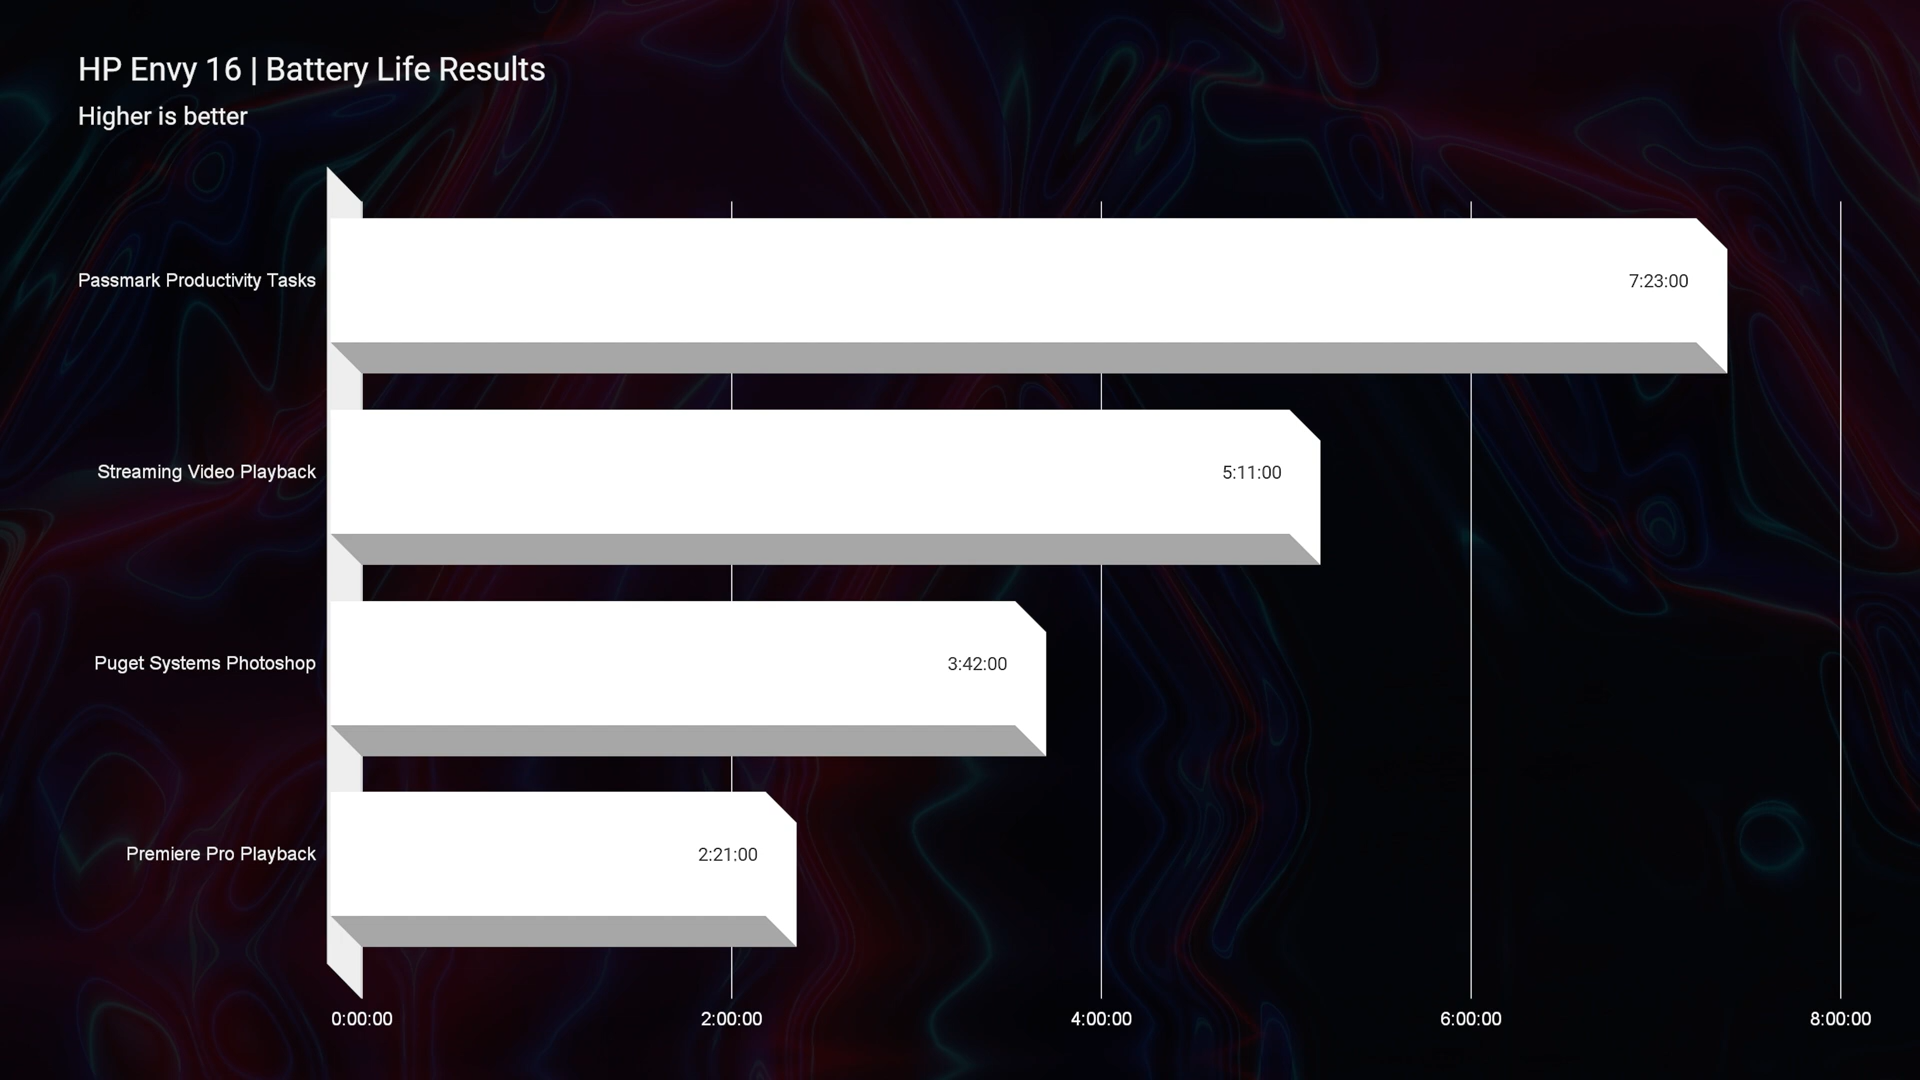 HP Envy 16 | Battery Life Results
Higher is better
Passmark Productivity Tasks
7:23:00
Streaming Video Playback
5:11:00
Puget Systems Photoshop
3:42:00
Premiere Pro Playback
2:21:00
0:00:00
2:00:00
4:00:00
6:00:00
8:00:00